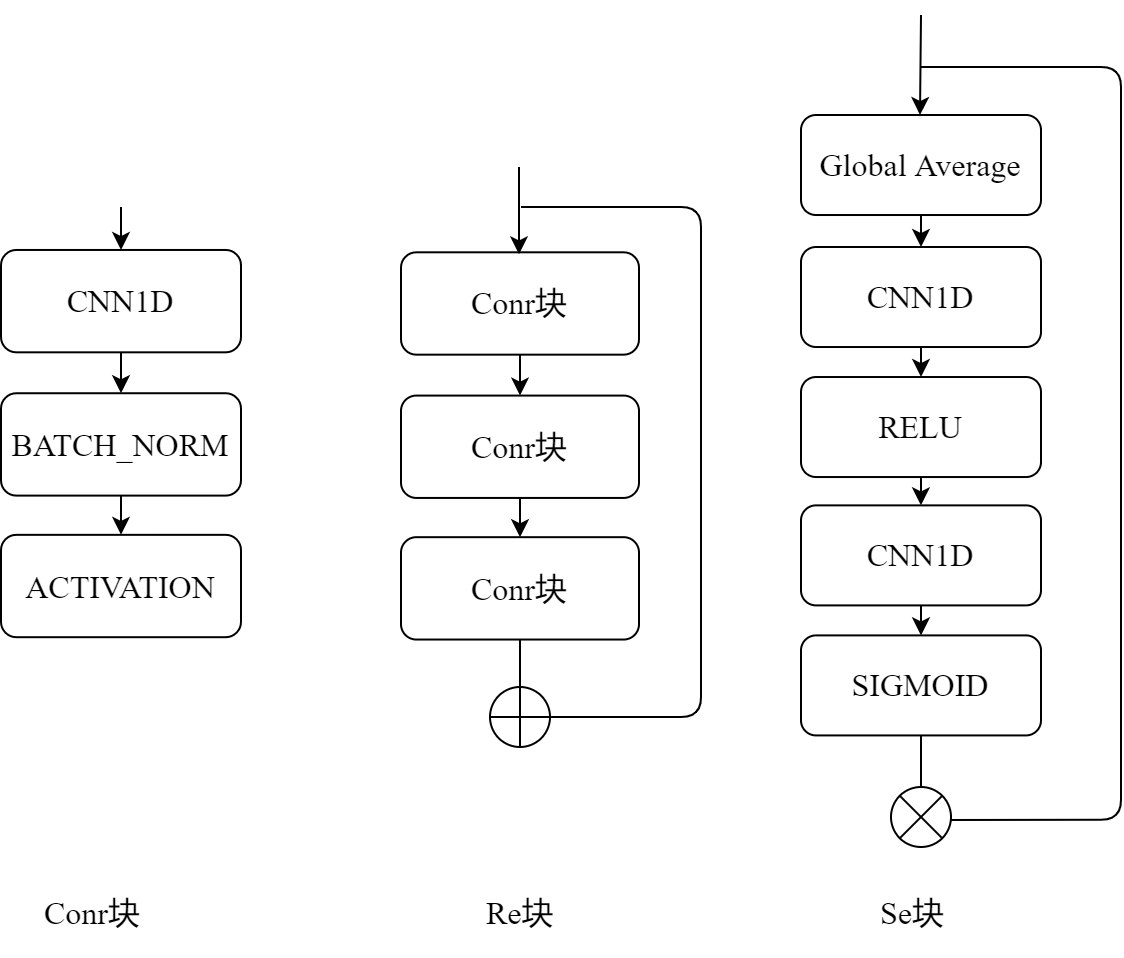 CNN1D
BATCH_NORM
ACTIVATION
Conr块
Conr块
Conr块
Conr块
Re块
Global Average
CNN1D
RELU
CNN1D
SIGMOID
Se块